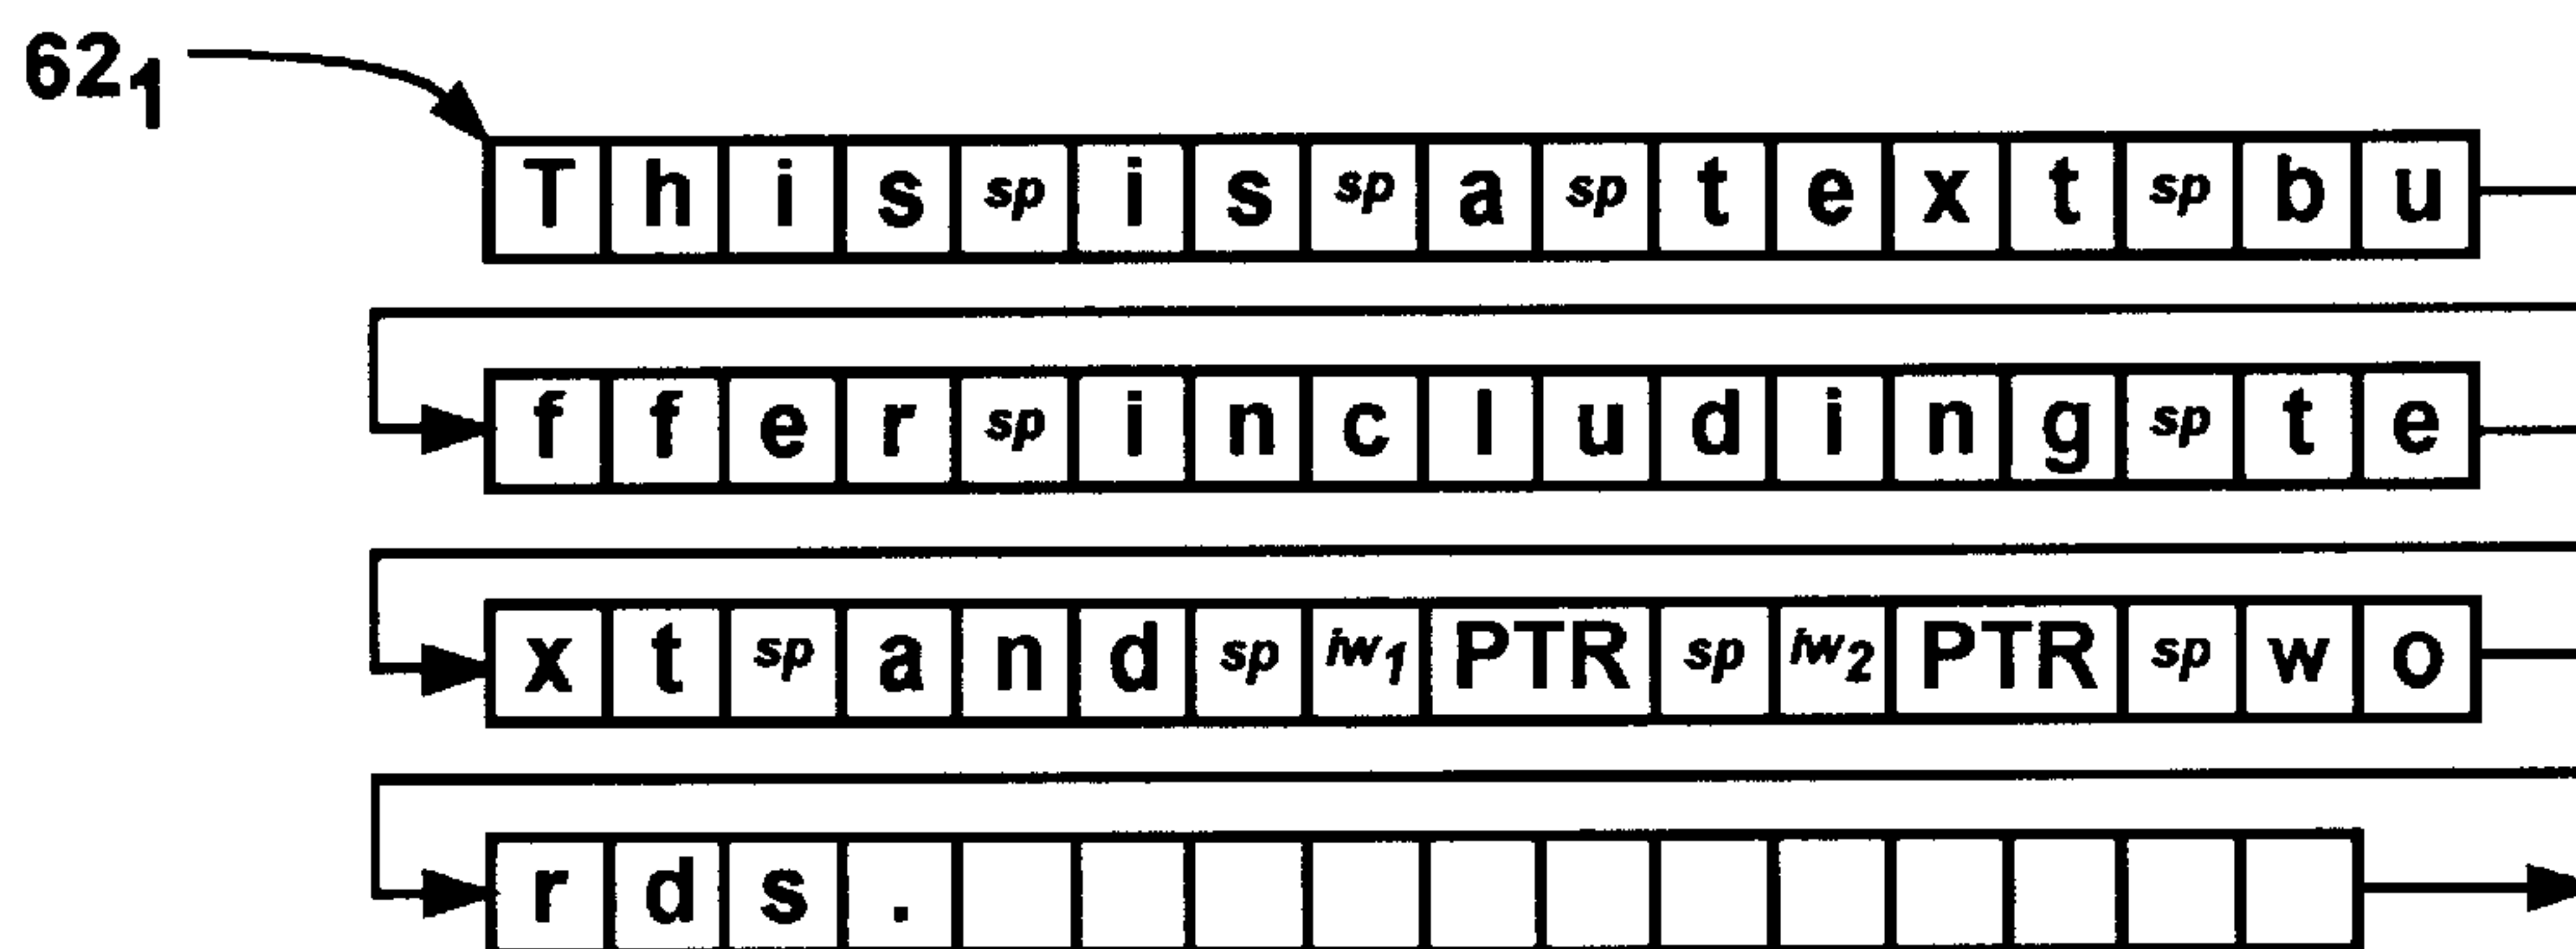 62₁
T h i s sp i s sp a sp t e x t sp b u
f f e r sp i n c l u d i n g sp t e
x t sp a n d sp iw₁ PTR sp iw₂ PTR sp w o
r d s .